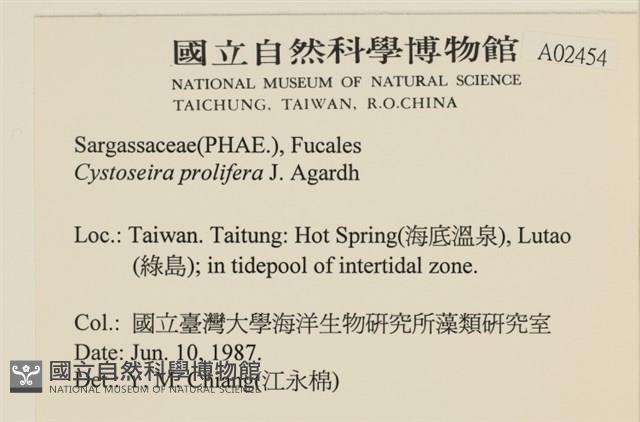 國立自然科學博物館 A02454
NATIONAL MUSEUM OF NATURAL SCIENCE
TAICHUNG, TAIWAN, R.O.CHINA
Sargassaceae(PHAE.), Fucales
Cystoseira prolifera J. Agardh
Loc.: Taiwan. Taitung: Hot Spring(海底溫泉), Lutao
(綠島); in tidepool of intertidal zone.
Col.: 國立臺灣大學海洋生物研究所藻類研究室
Date: Jun. 10, 1987.
Det.: Y. M. Chiang(江永棉)
國立自然科學博物館
NATIONAL MUSEUM OF NATURAL SCIENCE